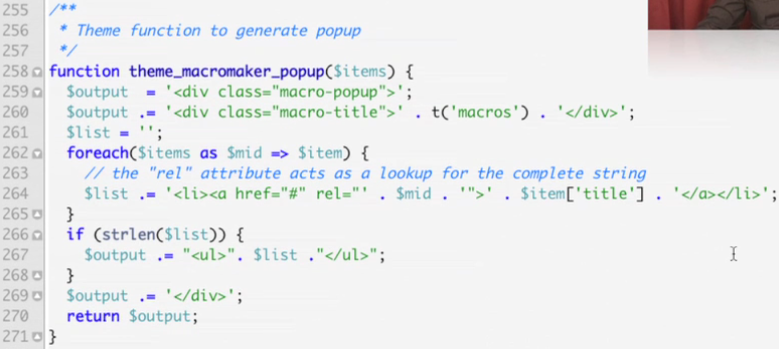 255 /**
256 * Theme function to generate popup
257 */
258 function theme_macromaker_popup($items) {
259 $output = '<div class="macro-popup">';
260 $output .= '<div class="macro-title">' . t('macros') . '</div>';
261 $list = '';
262 foreach($items as $mid => $item) {
263 // the "rel" attribute acts as a lookup for the complete string
264 $list .= '<li><a href="#" rel="' . $mid . '">' . $item['title'] . '</a></li>';
265 }
266 if (strlen($list)) {
267 $output .= "<ul>". $list ."</ul>";
268 }
269 $output .= '</div>';
270 return $output;
271 }